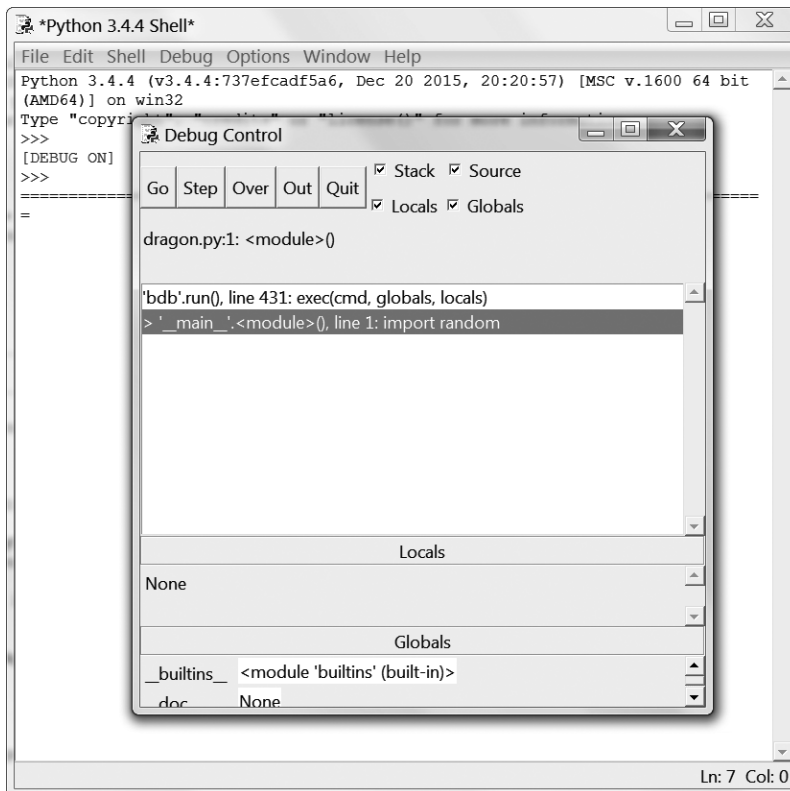 *Python 3.4.4 Shell*
File Edit Shell Debug Options Window Help
Python 3.4.4 (v3.4.4:737efcadf5a6, Dec 20 2015, 20:20:57) [MSC v.1600 64 bit
(AMD64)] on win32
Type "copyri
>>>
[DEBUG ON]
>>>
==============================================================================
=
Debug Control
Go Step Over Out Quit
Stack Source
Locals Globals
dragon.py:1: <module>()
'bdb'.run(), line 431: exec(cmd, globals, locals)
> '__main__'.<module>(), line 1: import random
Locals
None
Globals
__builtins__ <module 'builtins' (built-in)>
doc None
Ln: 7 Col: 0